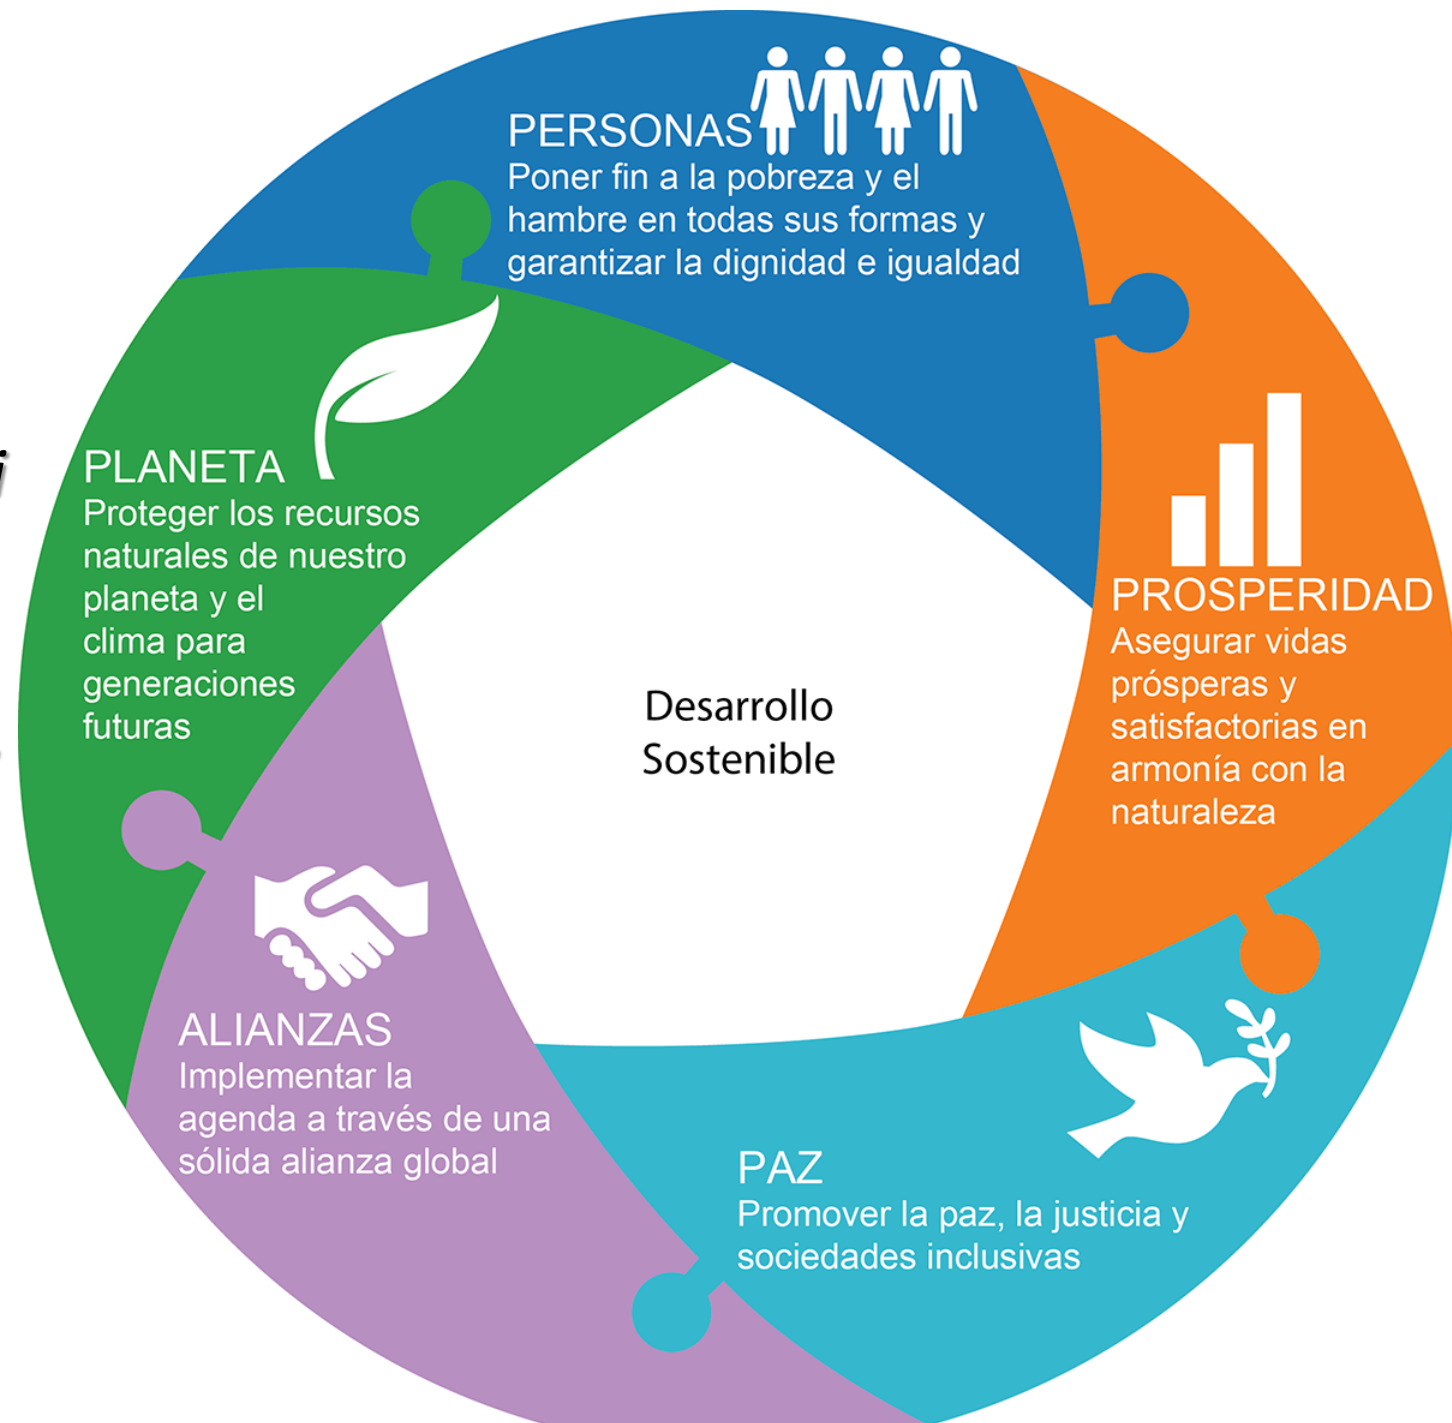 PERSONAS
Poner fin a la pobreza y el
hambre en todas sus formas y
garantizar la dignidad e igualdad
PLANETA
Proteger los recursos
naturales de nuestro
planeta y el
clima para
generaciones
futuras
PROSPERIDAD
Asegurar vidas
prósperas y
satisfactorias en
armonía con la
naturaleza
Desarrollo
Sostenible
ALIANZAS
Implementar la
agenda a través de una
sólida alianza global
PAZ
Promover la paz, la justicia y
sociedades inclusivas